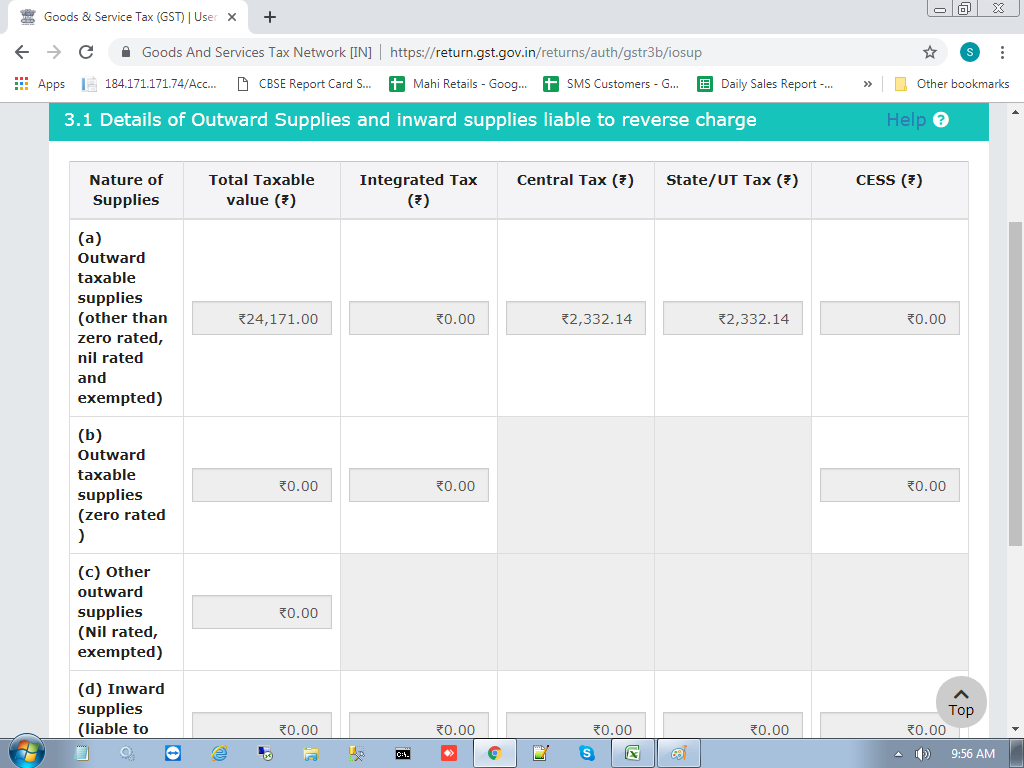 Goods & Service Tax (GST) | User
Goods And Services Tax Network [IN] | https://return.gst.gov.in/returns/auth/gstr3b/iosup
S
Apps 184.171.171.74/Acc... CBSE Report Card S... Mahi Retails - Goog... SMS Customers - G... Daily Sales Report -... » Other bookmarks
3.1 Details of Outward Supplies and inward supplies liable to reverse charge Help ?
Nature of
Supplies
Total Taxable
value (₹)
Integrated Tax
(₹)
Central Tax (₹)
State/UT Tax (₹)
CESS (₹)
(a)
Outward
taxable
supplies
(other than
zero rated,
nil rated
and
exempted)
₹24,171.00 ₹0.00 ₹2,332.14 ₹2,332.14 ₹0.00
(b)
Outward
taxable
supplies
(zero rated
)
₹0.00 ₹0.00 ₹0.00
(c) Other
outward
supplies
(Nil rated,
exempted)
₹0.00
(d) Inward
supplies
(liable to
₹0.00 ₹0.00 ₹0.00 ₹0.00 ₹0.00
Top
9:56 AM